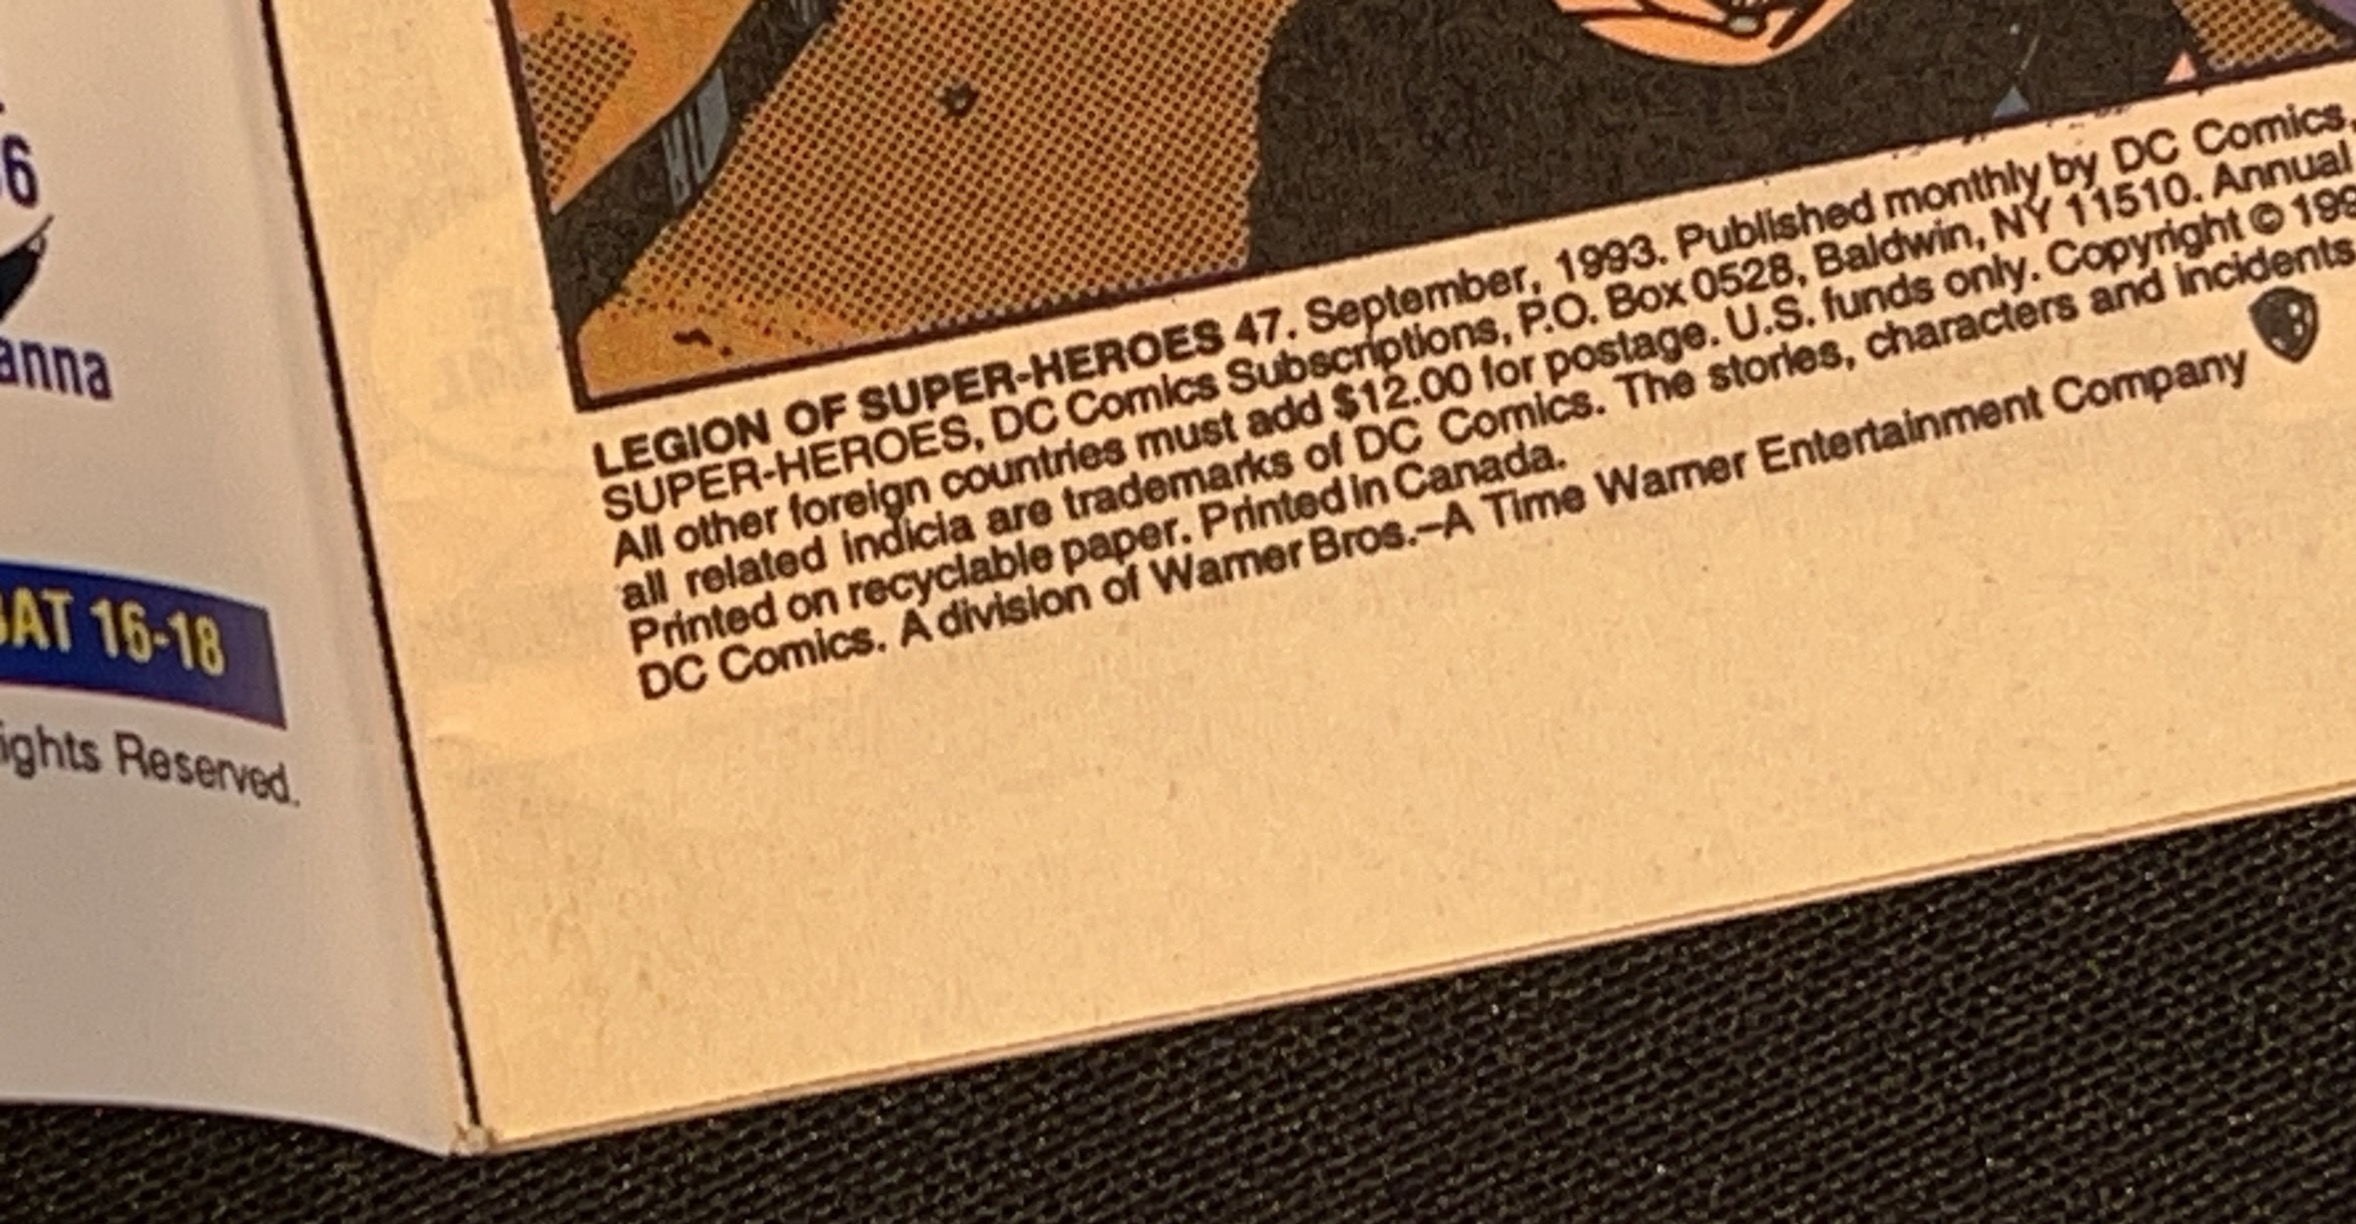 6
anna
AT 16-18
ights Reserved.
LEGION OF SUPER-HEROES 47. September, 1993. Published monthly by DC Comics,
SUPER-HEROES, DC Comics Subscriptions, P.O. Box 0528, Baldwin, NY 11510. Annual
All other foreign countries must add $12.00 for postage. U.S. funds only. Copyright © 199
all related indicia are trademarks of DC Comics. The stories, characters and incidents
Printed on recyclable paper. Printed in Canada.
DC Comics. A division of Warner Bros.–A Time Warner Entertainment Company